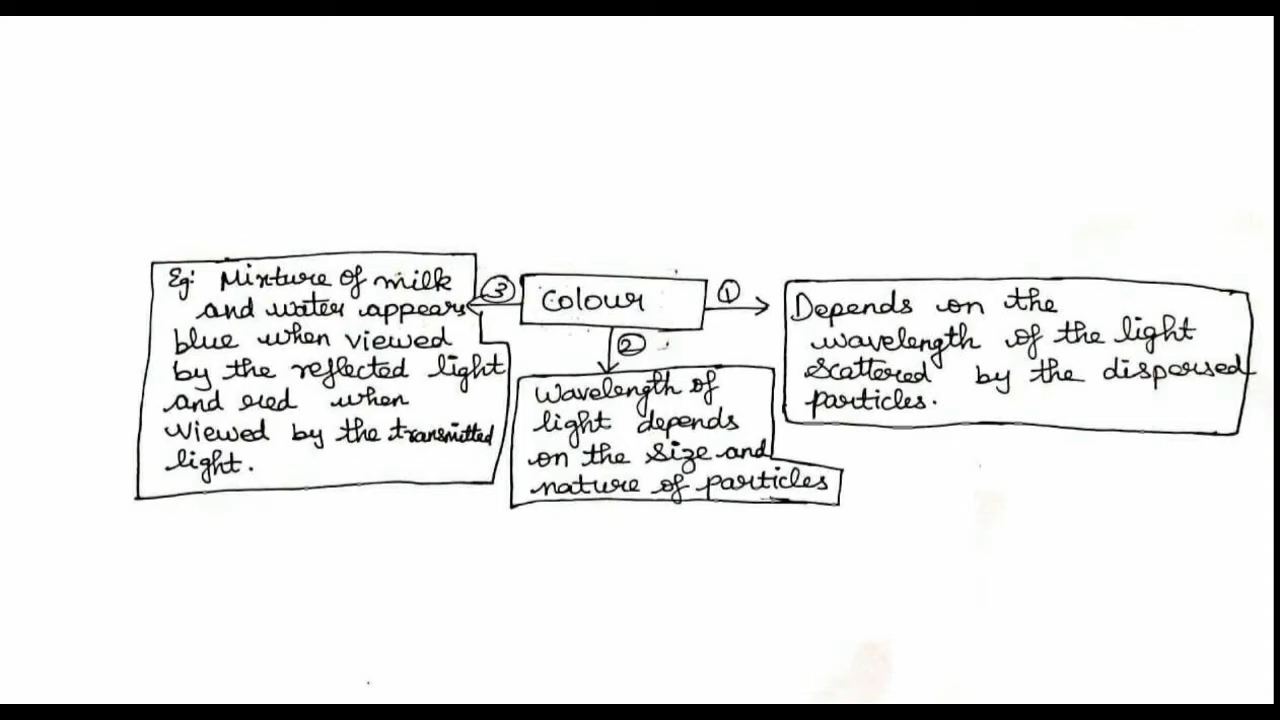 Colour
①
Depends on the
wavelength of the light
scattered by the dispersed
particles.
②
Wavelength of
light depends
on the size and
nature of particles
③
Eg: Mixture of milk
and water appears
blue when viewed
by the reflected light
and red when
viewed by the transmitted
light.